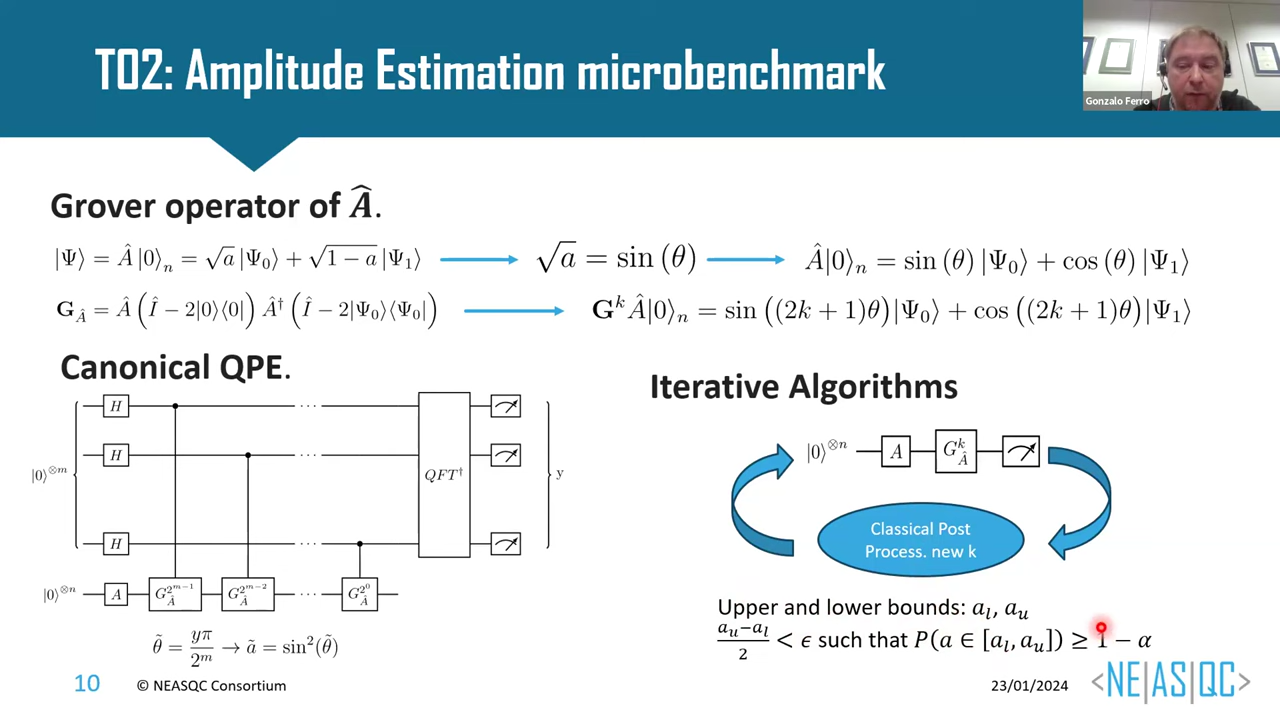 T02: Amplitude Estimation microbenchmark
Gonzalo Ferro
Grover operator of Â.
|Ψ⟩ = Â |0⟩ₙ = √a |Ψ₀⟩ + √(1 − a) |Ψ₁⟩
√a = sin (θ)
Â|0⟩ₙ = sin (θ) |Ψ₀⟩ + cos (θ) |Ψ₁⟩
G_Â = Â (Î − 2|0⟩⟨0|) Â† (Î − 2|Ψ₀⟩⟨Ψ₀|)
Gᵏ Â|0⟩ₙ = sin ((2k + 1)θ)|Ψ₀⟩ + cos ((2k + 1)θ)|Ψ₁⟩
Canonical QPE.
H ···
H ···
|0⟩^⊗m QFT† y
H ···
|0⟩^⊗n A G_Â^2^(m−1) G_Â^2^(m−2) ··· G_Â^2^0
θ̃ = yπ/2^m → ã = sin²(θ̃)
Iterative Algorithms
|0⟩^⊗n A G_Â^k
Classical Post
Process. new k
Upper and lower bounds: a_l, a_u
(a_u−a_l)/2 < ϵ such that P(a ∈ [a_l, a_u]) ≥ 1 − α
10 © NEASQC Consortium 23/01/2024 <NE|AS|QC>